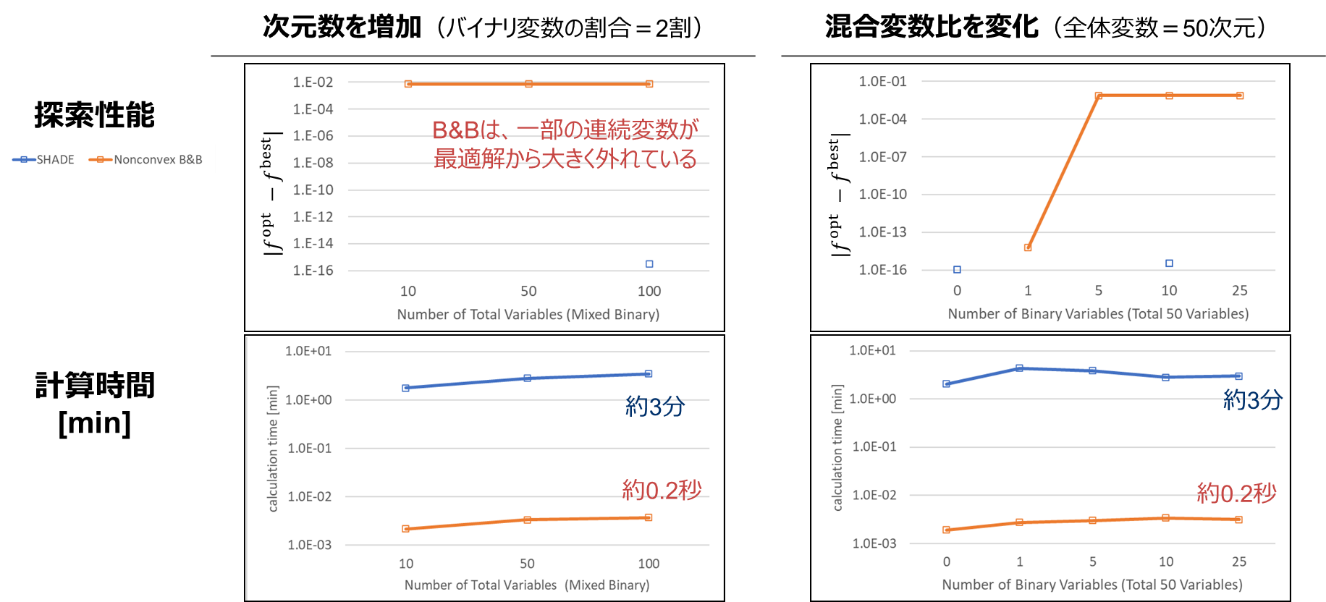 次元数を増加（バイナリ変数の割合＝2割）
混合変数比を変化（全体変数＝50次元）
探索性能
SHADE
Nonconvex B&B
|f^opt − f^best|
1.E-02
1.E-04
1.E-06
1.E-08
1.E-10
1.E-12
1.E-14
1.E-16
B&Bは、一部の連続変数が
最適解から大きく外れている
10 50 100
Number of Total Variables (Mixed Binary)
|f^opt − f^best|
1.0E-01
1.0E-04
1.0E-07
1.0E-10
1.0E-13
1.0E-16
0 1 5 10 25
Number of Binary Variables (Total 50 Variables)
計算時間
[min]
calculation time [min]
1.0E+01
1.0E+00
1.0E-01
1.0E-02
1.0E-03
約3分
約0.2秒
10 50 100
Number of Total Variables (Mixed Binary)
calculation time [min]
1.0E+01
1.0E+00
1.0E-01
1.0E-02
1.0E-03
約3分
約0.2秒
0 1 5 10 25
Number of Binary Variables (Total 50 Variables)